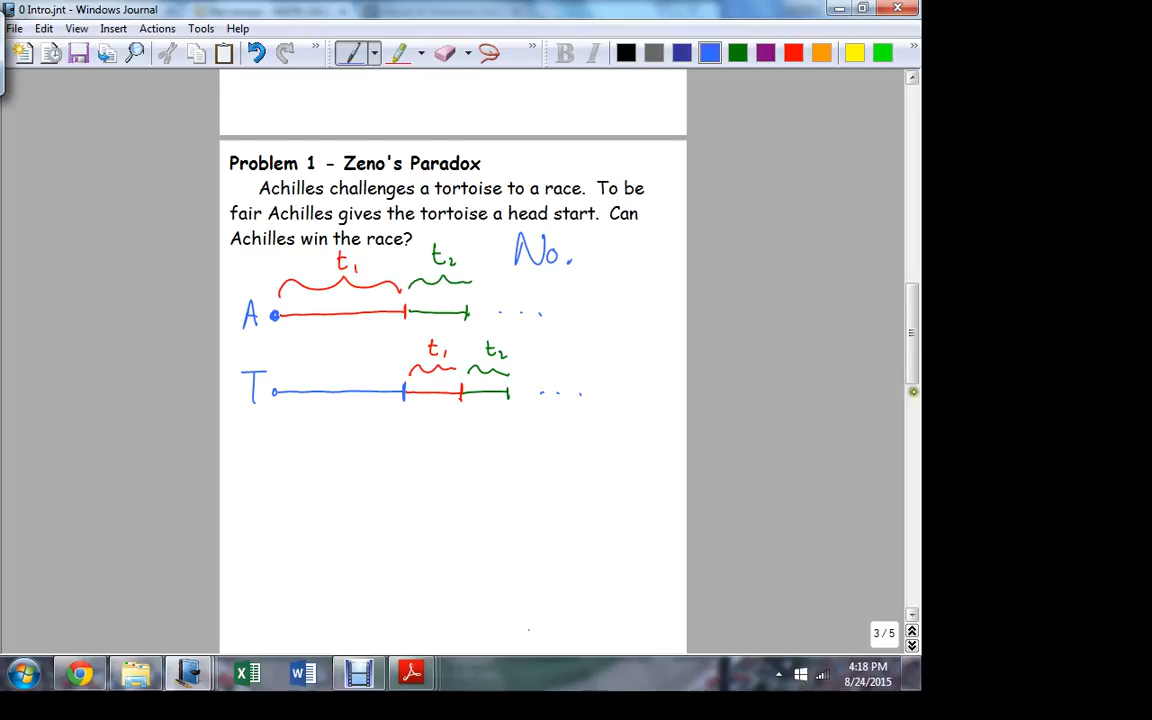 0 Intro.jnt - Windows Journal
File Edit View Insert Actions Tools Help
» » B I »
Problem 1 - Zeno's Paradox
Achilles challenges a tortoise to a race. To be
fair Achilles gives the tortoise a head start. Can
Achilles win the race?
No.
t₁ t₂
A . . .
t₁ t₂
T . . .
3 / 5
4:18 PM
8/24/2015